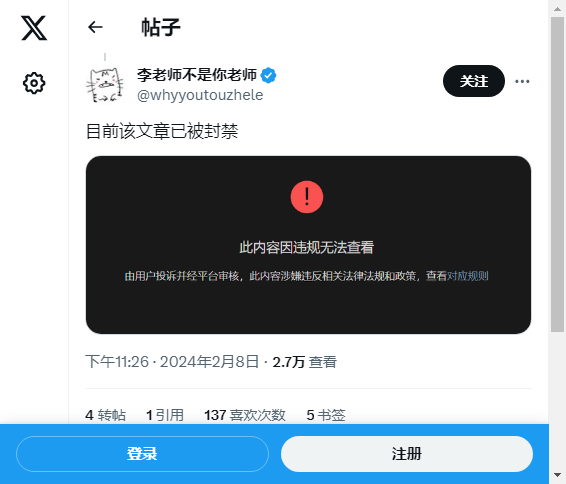 帖子
李老师不是你老师
@whyyoutouzhele
关注
目前该文章已被封禁
此内容因违规无法查看
由用户投诉并经平台审核，此内容涉嫌违反相关法律法规和政策，查看对应规则
下午11:26 · 2024年2月8日 · 2.7万 查看
4 转帖 1 引用 137 喜欢次数 5 书签
登录 注册